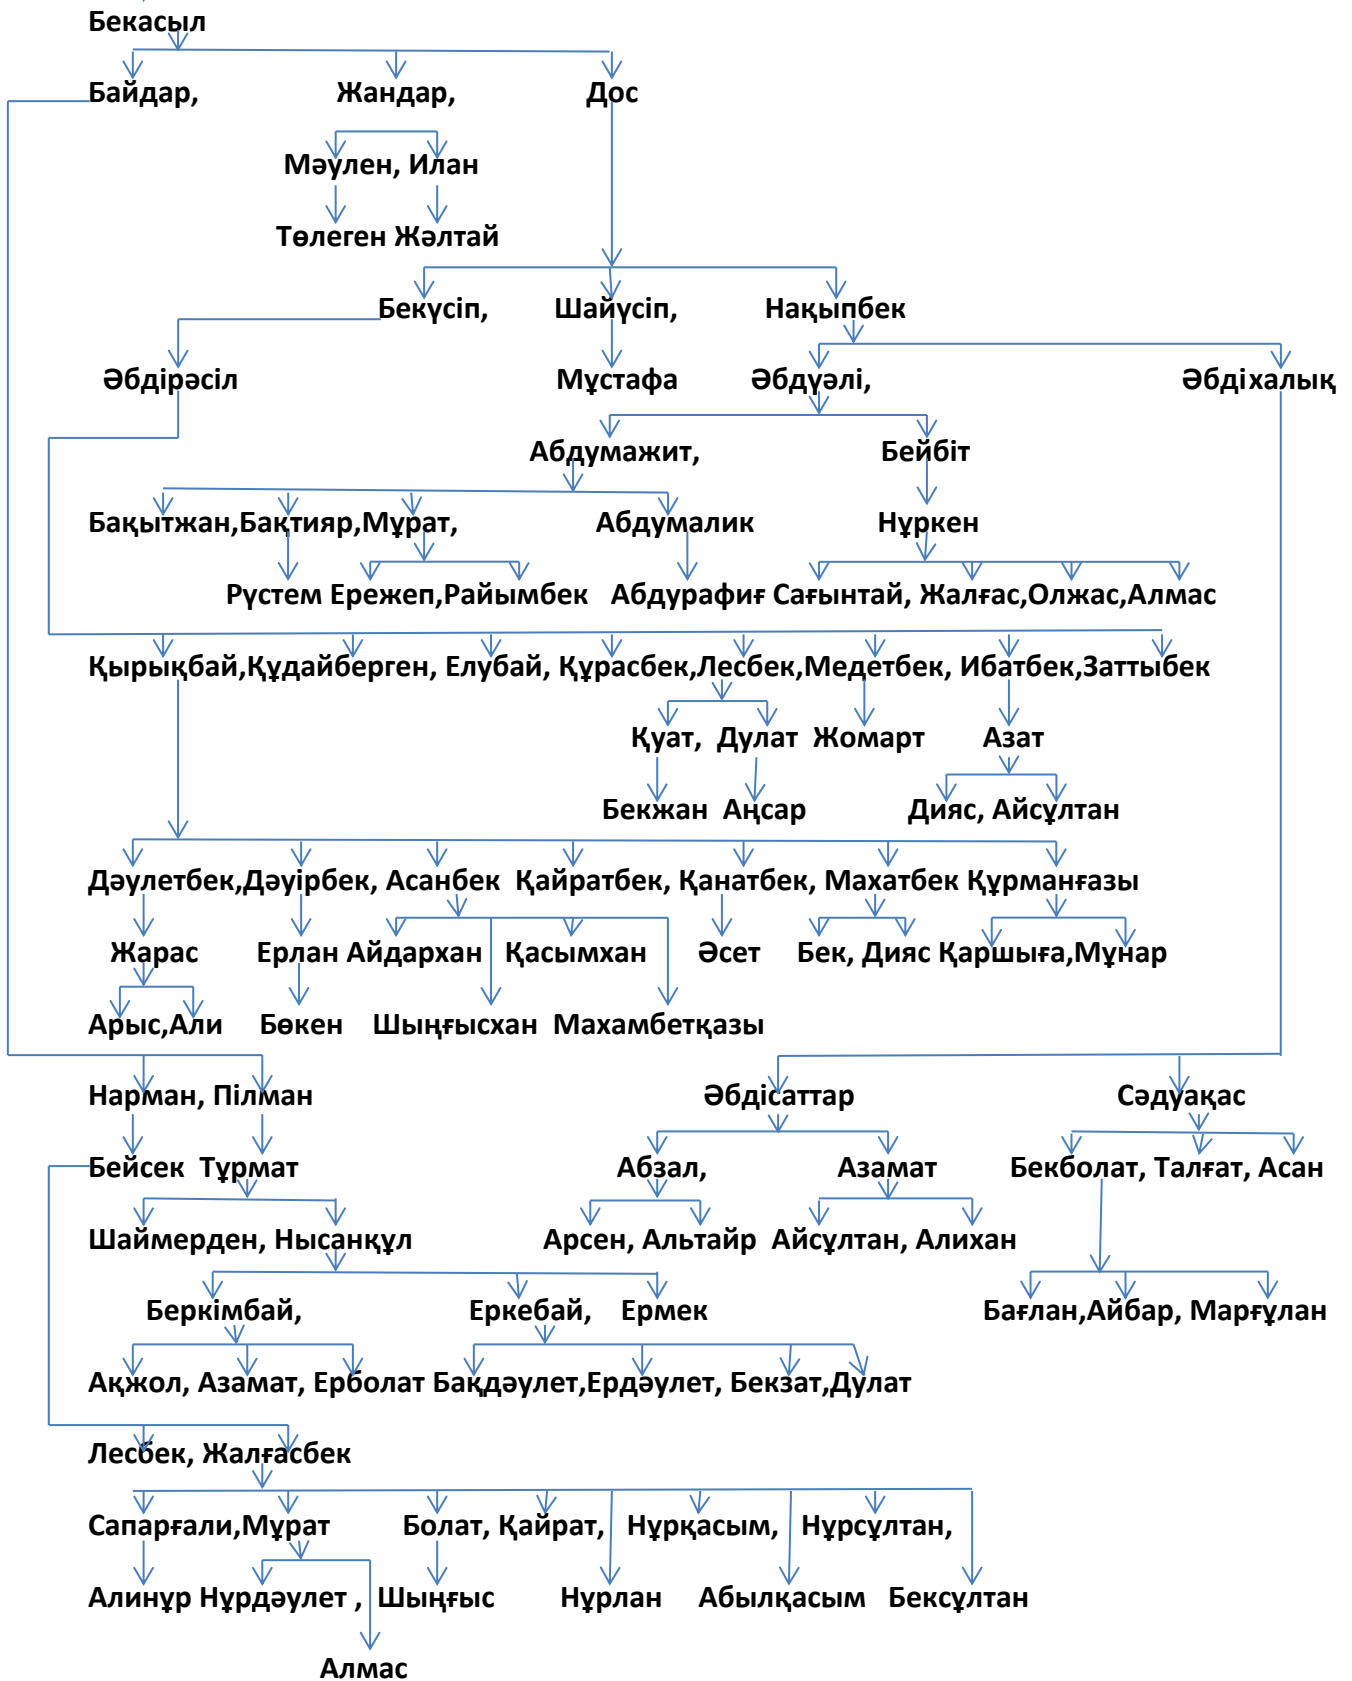 Бекасыл
Байдар, Жандар, Дос
Мәулен, Илан
Төлеген Жәлтай
Бекүсіп, Шайүсіп, Нақыпбек
Әбдірәсіл Мұстафа Әбдүәлі, Әбдіхалық
Абдумажит, Бейбіт
Бақытжан,Бақтияр,Мұрат, Абдумалик Нұркен
Рүстем Ережеп,Райымбек Абдурафиғ Сағынтай, Жалғас,Олжас,Алмас
Қырықбай,Құдайберген, Елубай, Құрасбек,Лесбек,Медетбек, Ибатбек,Заттыбек
Қуат, Дулат Жомарт Азат
Бекжан Аңсар Дияс, Айсұлтан
Дәулетбек,Дәуірбек, Асанбек Қайратбек, Қанатбек, Махатбек Құрманғазы
Жарас Ерлан Айдархан Қасымхан Әсет Бек, Дияс Қаршыға,Мұнар
Арыс,Али Бөкен Шыңғысхан Махамбетқазы
Нарман, Пілман Әбдісаттар Сәдуақас
Бейсек Тұрмат Абзал, Азамат Бекболат, Талғат, Асан
Шаймерден, Нысанқұл Арсен, Альтайр Айсұлтан, Алихан
Беркімбай, Еркебай, Ермек Бағлан,Айбар, Марғұлан
Ақжол, Азамат, Ерболат Бақдәулет,Ердәулет, Бекзат,Дулат
Лесбек, Жалғасбек
Сапарғали,Мұрат Болат, Қайрат, Нұрқасым, Нұрсұлтан,
Алинұр Нұрдәулет , Шыңғыс Нұрлан Абылқасым Бексұлтан
Алмас